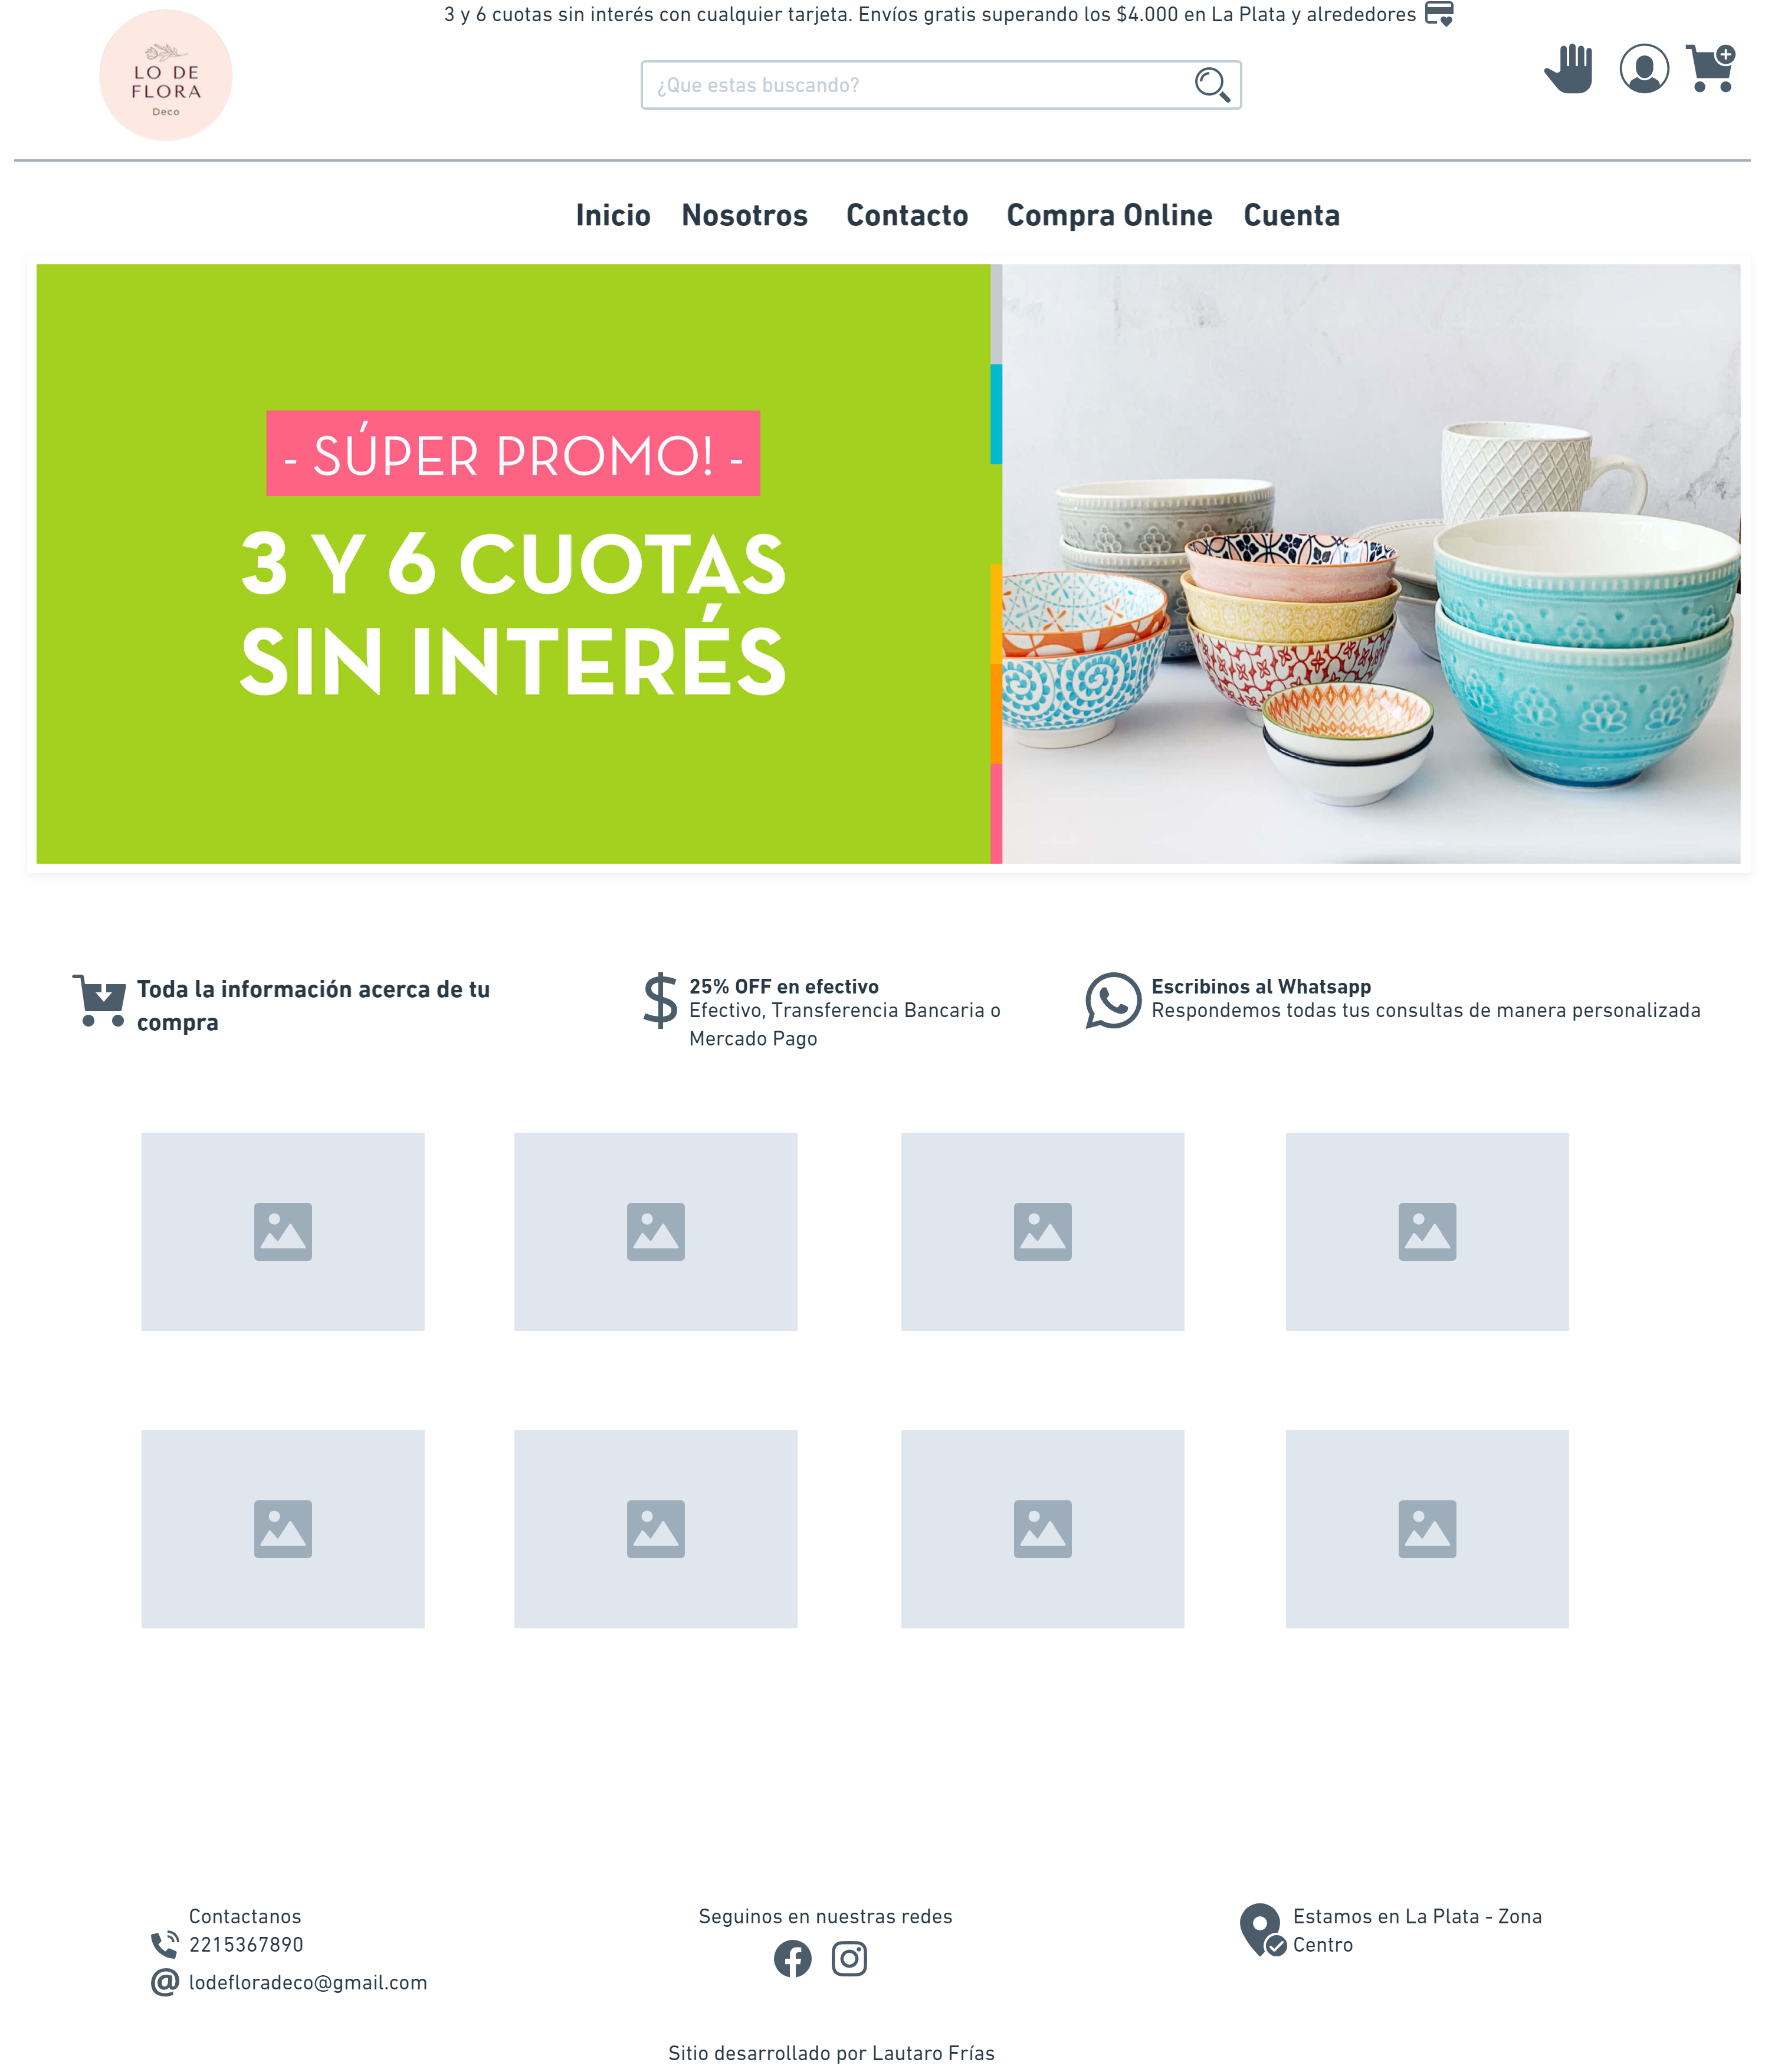 3 y 6 cuotas sin interés con cualquier tarjeta. Envíos gratis superando los $4.000 en La Plata y alrededores
LO DE
FLORA
Deco
¿Que estas buscando?
Inicio Nosotros Contacto Compra Online Cuenta
- SÚPER PROMO! -
3 Y 6 CUOTAS
SIN INTERÉS
Toda la información acerca de tu
compra
25% OFF en efectivo
Efectivo, Transferencia Bancaria o
Mercado Pago
Escribinos al Whatsapp
Respondemos todas tus consultas de manera personalizada
Contactanos
2215367890
lodefloradeco@gmail.com
Seguinos en nuestras redes
Estamos en La Plata - Zona
Centro
Sitio desarrollado por Lautaro Frías